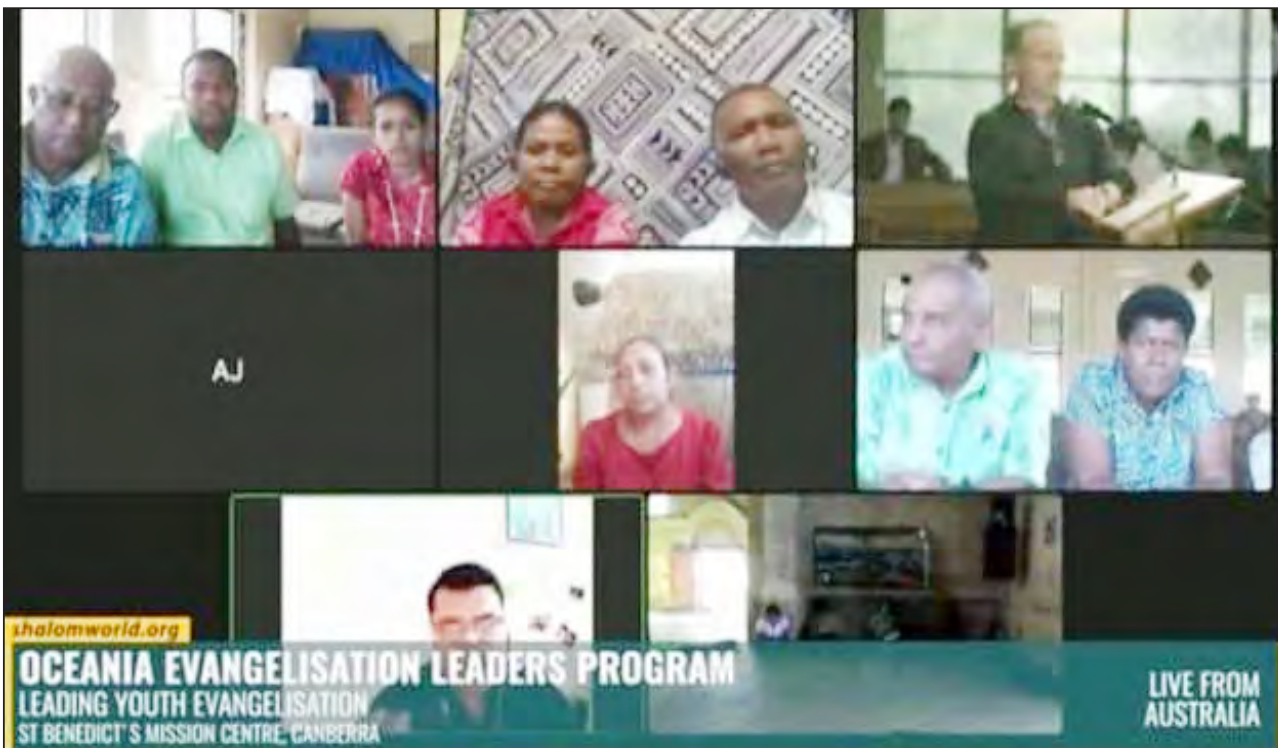 AJ
shalomworld.org
OCEANIA EVANGELISATION LEADERS PROGRAM
LEADING YOUTH EVANGELISATION
ST BENEDICT'S MISSION CENTRE, CANBERRA
LIVE FROM
AUSTRALIA